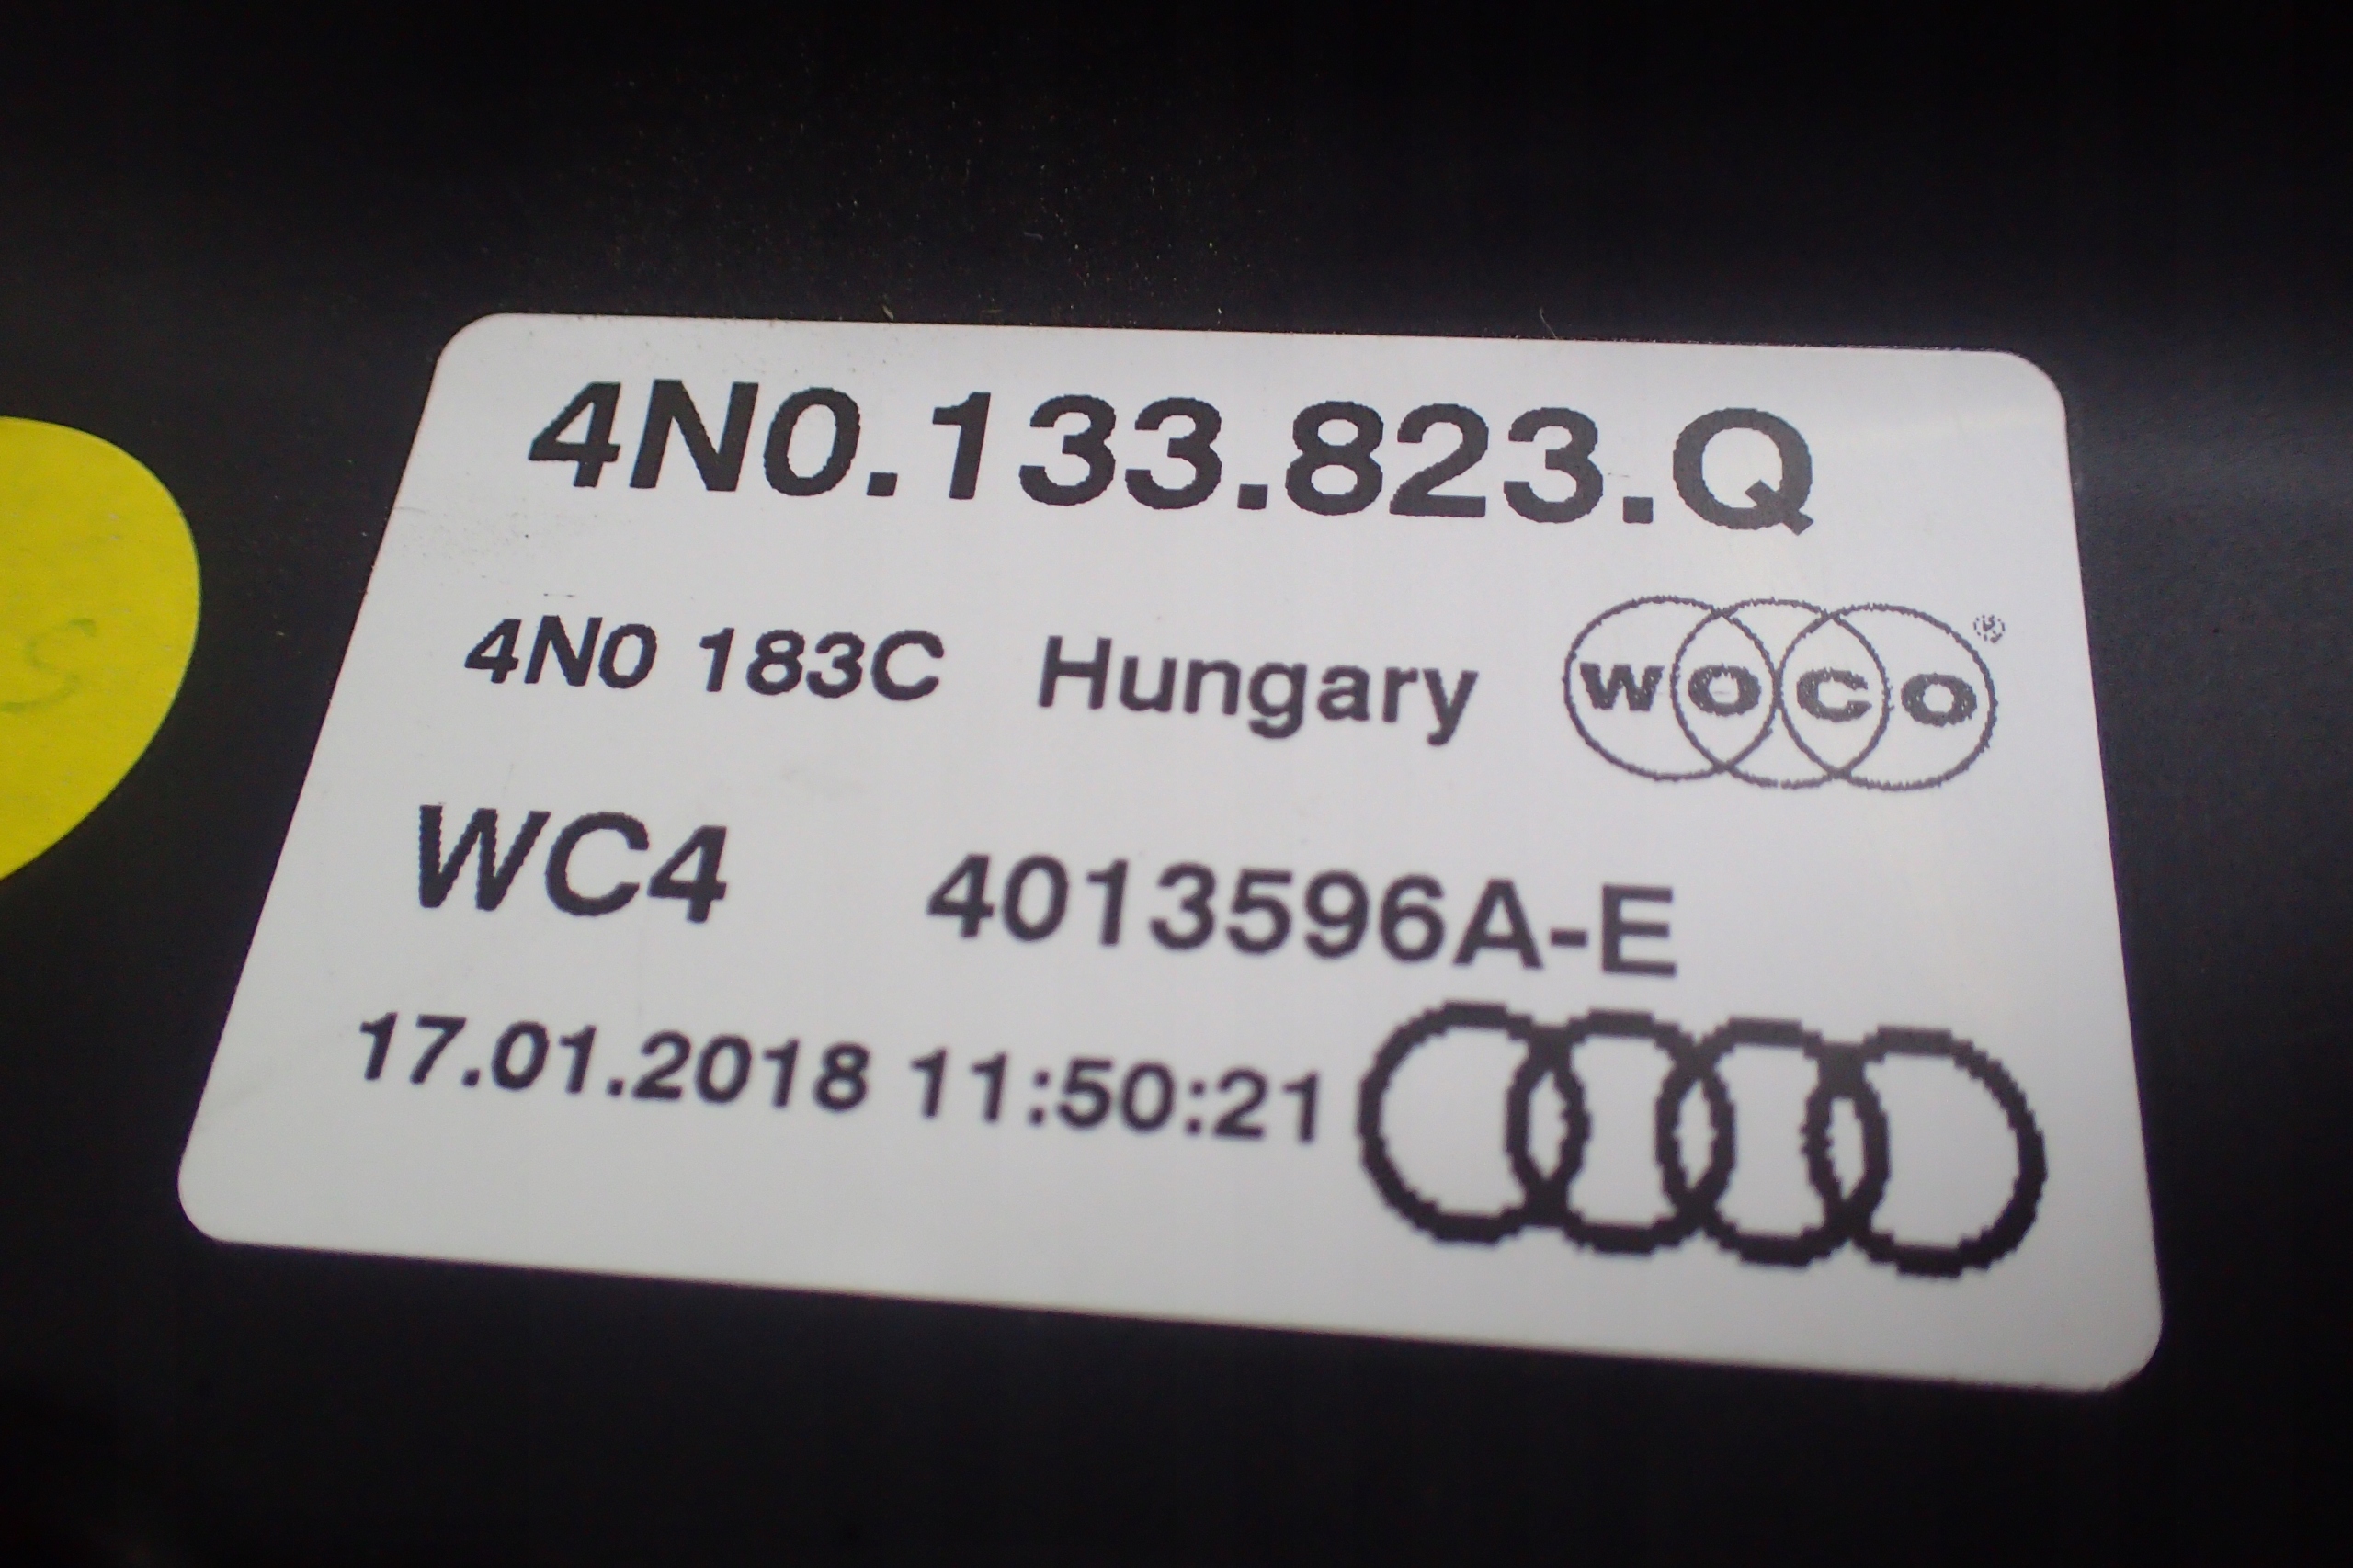 4N0.133.823.Q
4N0 183C Hungary WOCO ®
WC4 4013596A-E
17.01.2018 11:50:21
S